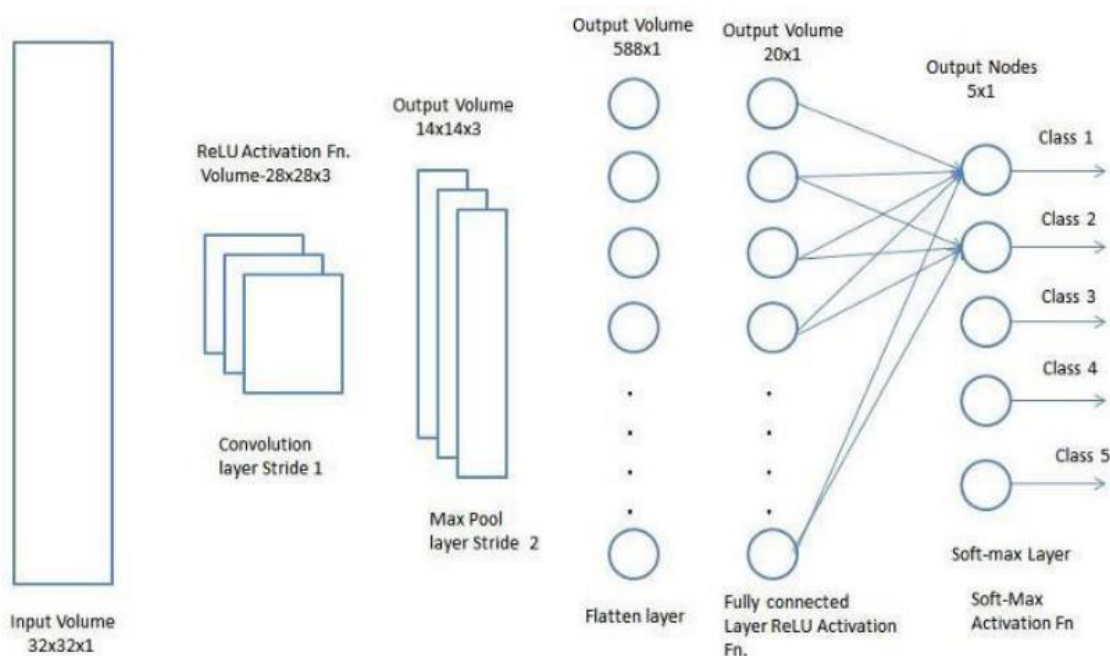 Output Volume
588x1
Output Volume
20x1
Output Nodes
5x1
Output Volume
14x14x3
ReLU Activation Fn.
Volume-28x28x3
Class 1
Class 2
Class 3
Class 4
Class 5
Convolution
layer Stride 1
Max Pool
layer Stride 2
Input Volume
32x32x1
Flatten layer
Fully connected
Layer ReLU Activation
Fn.
Soft-max Layer
Soft-Max
Activation Fn